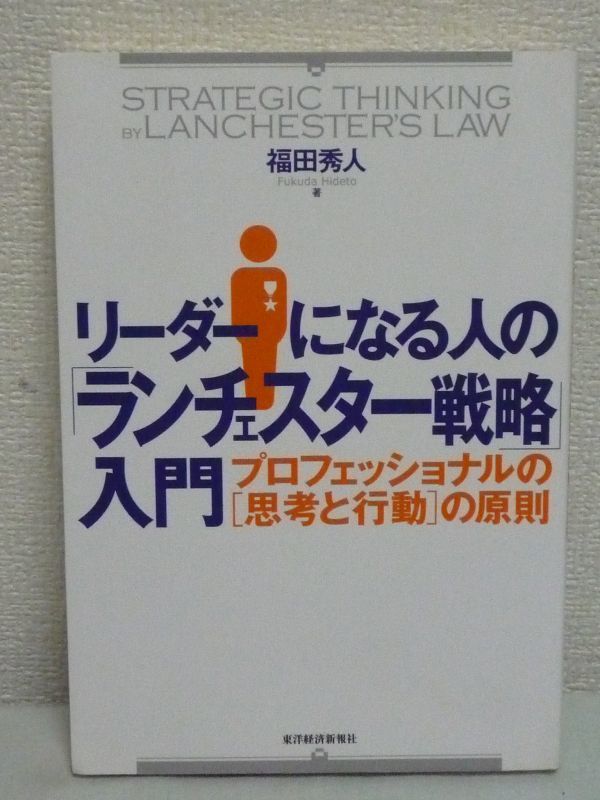 STRATEGIC THINKING
BY LANCHESTER'S LAW
福田秀人
Fukuda Hideto
著
リーダーになる人の
「ランチェスター戦略」
入門
プロフェッショナルの
[思考と行動]の原則
東洋経済新報社